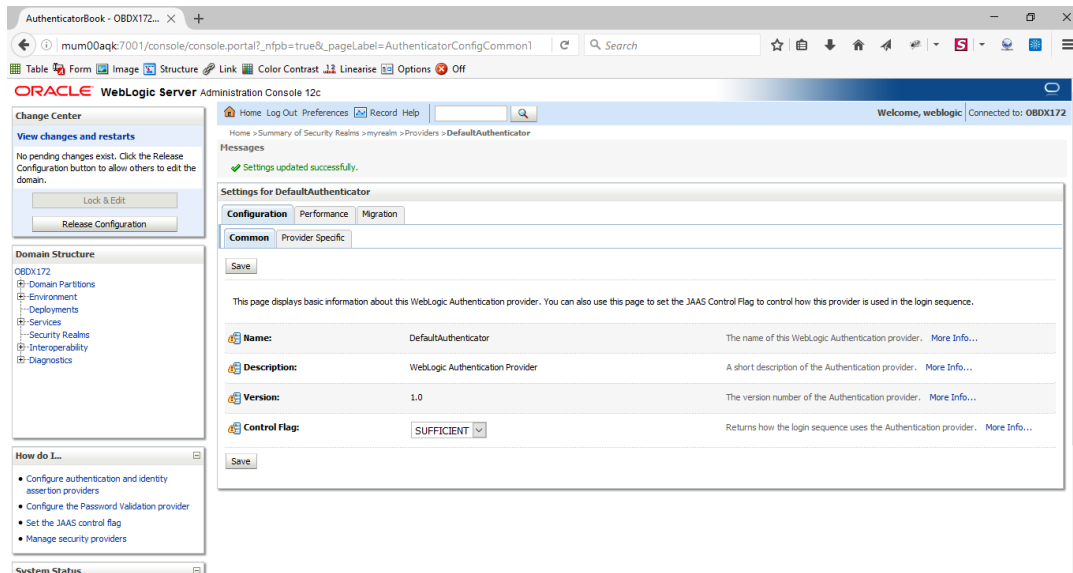 AuthenticatorBook - OBDX172...
mum00aqk:7001/console/console.portal?_nfpb=true&_pageLabel=AuthenticatorConfigCommon1
Search
Table Form Image Structure Link Color Contrast Linearise Options Off
ORACLE WebLogic Server Administration Console 12c
Change Center
View changes and restarts
No pending changes exist. Click the Release
Configuration button to allow others to edit the
domain.
Lock & Edit
Release Configuration
Domain Structure
OBDX172
Domain Partitions
Environment
Deployments
Services
Security Realms
Interoperability
Diagnostics
How do I...
Configure authentication and identity
assertion providers
Configure the Password Validation provider
Set the JAAS control flag
Manage security providers
System Status
Home Log Out Preferences Record Help
Welcome, weblogic Connected to: OBDX172
Home >Summary of Security Realms >myrealm >Providers >DefaultAuthenticator
Messages
Settings updated successfully.
Settings for DefaultAuthenticator
Configuration Performance Migration
Common Provider Specific
Save
This page displays basic information about this WebLogic Authentication provider. You can also use this page to set the JAAS Control Flag to control how this provider is used in the login sequence.
Name: DefaultAuthenticator The name of this WebLogic Authentication provider. More Info...
Description: WebLogic Authentication Provider A short description of the Authentication provider. More Info...
Version: 1.0 The version number of the Authentication provider. More Info...
Control Flag: SUFFICIENT Returns how the login sequence uses the Authentication provider. More Info...
Save